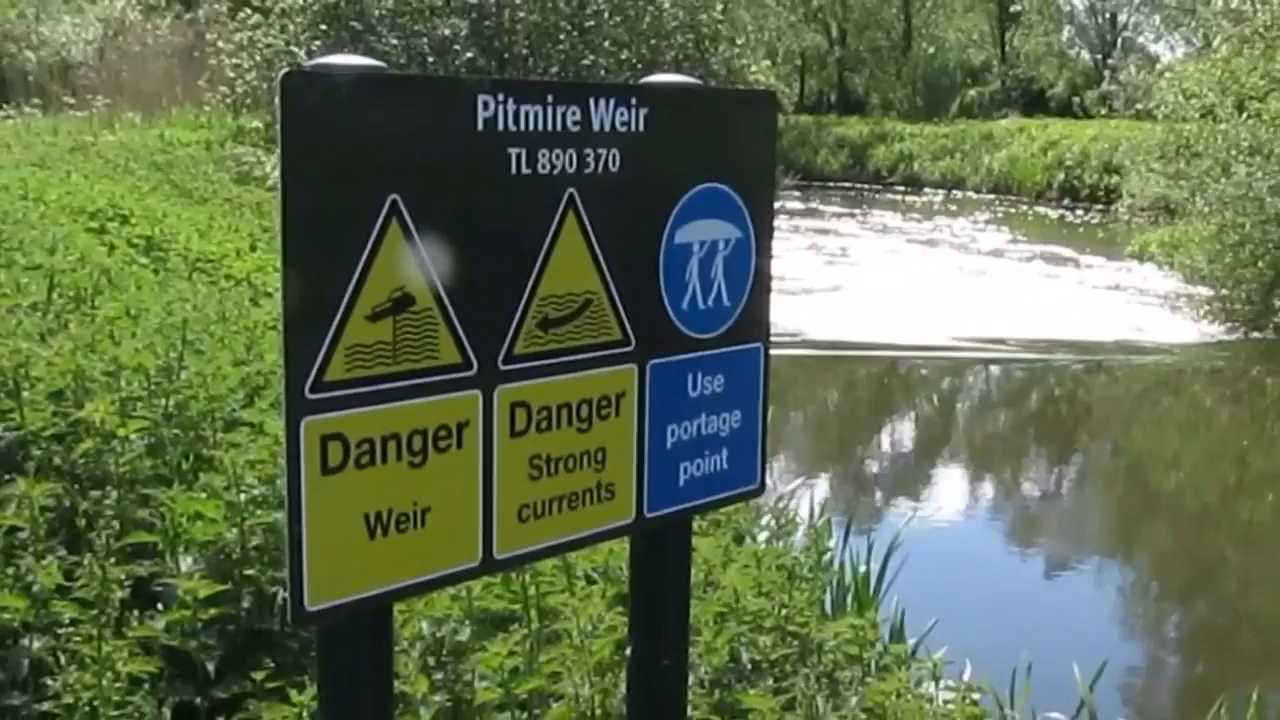 Pitmire Weir
TL 890 370
Danger
Weir
Danger
Strong
currents
Use
portage
point